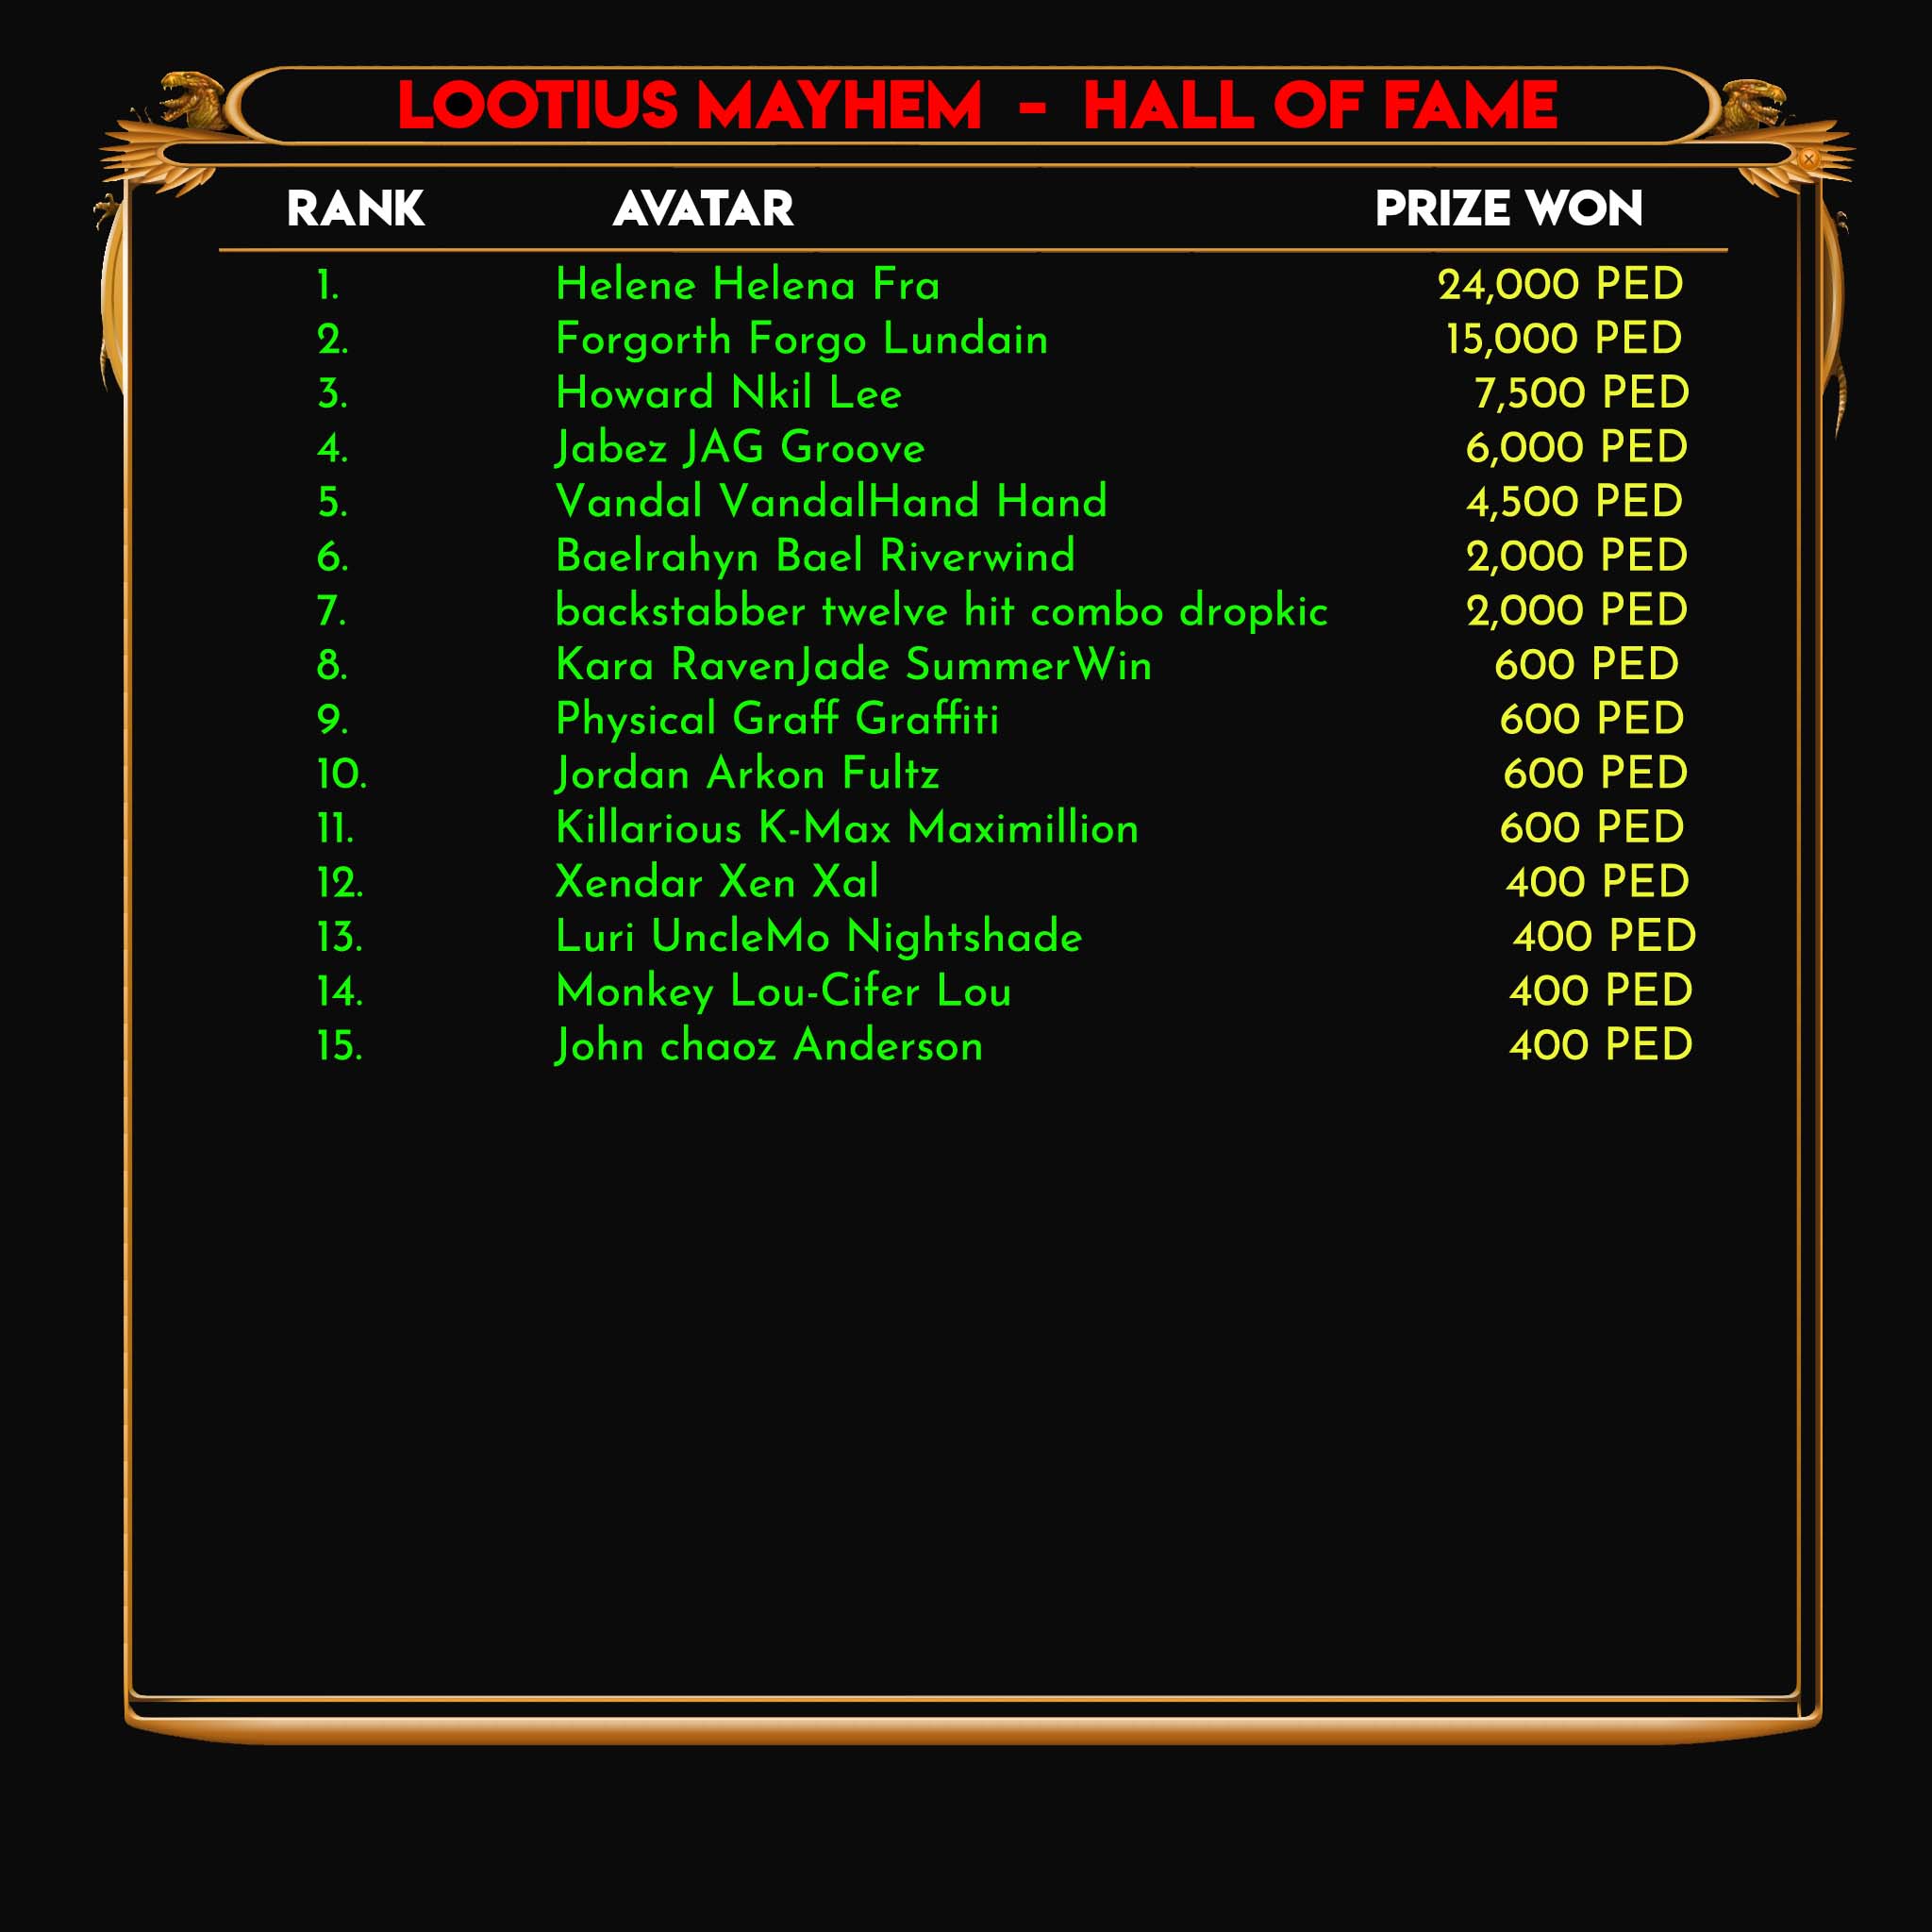 LOOTIUS MAYHEM - HALL OF FAME
RANK AVATAR PRIZE WON
1. Helene Helena Fra 24,000 PED
2. Forgorth Forgo Lundain 15,000 PED
3. Howard Nkil Lee 7,500 PED
4. Jabez JAG Groove 6,000 PED
5. Vandal VandalHand Hand 4,500 PED
6. Baelrahyn Bael Riverwind 2,000 PED
7. backstabber twelve hit combo dropkic 2,000 PED
8. Kara RavenJade SummerWin 600 PED
9. Physical Graff Graffiti 600 PED
10. Jordan Arkon Fultz 600 PED
11. Killarious K-Max Maximillion 600 PED
12. Xendar Xen Xal 400 PED
13. Luri UncleMo Nightshade 400 PED
14. Monkey Lou-Cifer Lou 400 PED
15. John chaoz Anderson 400 PED